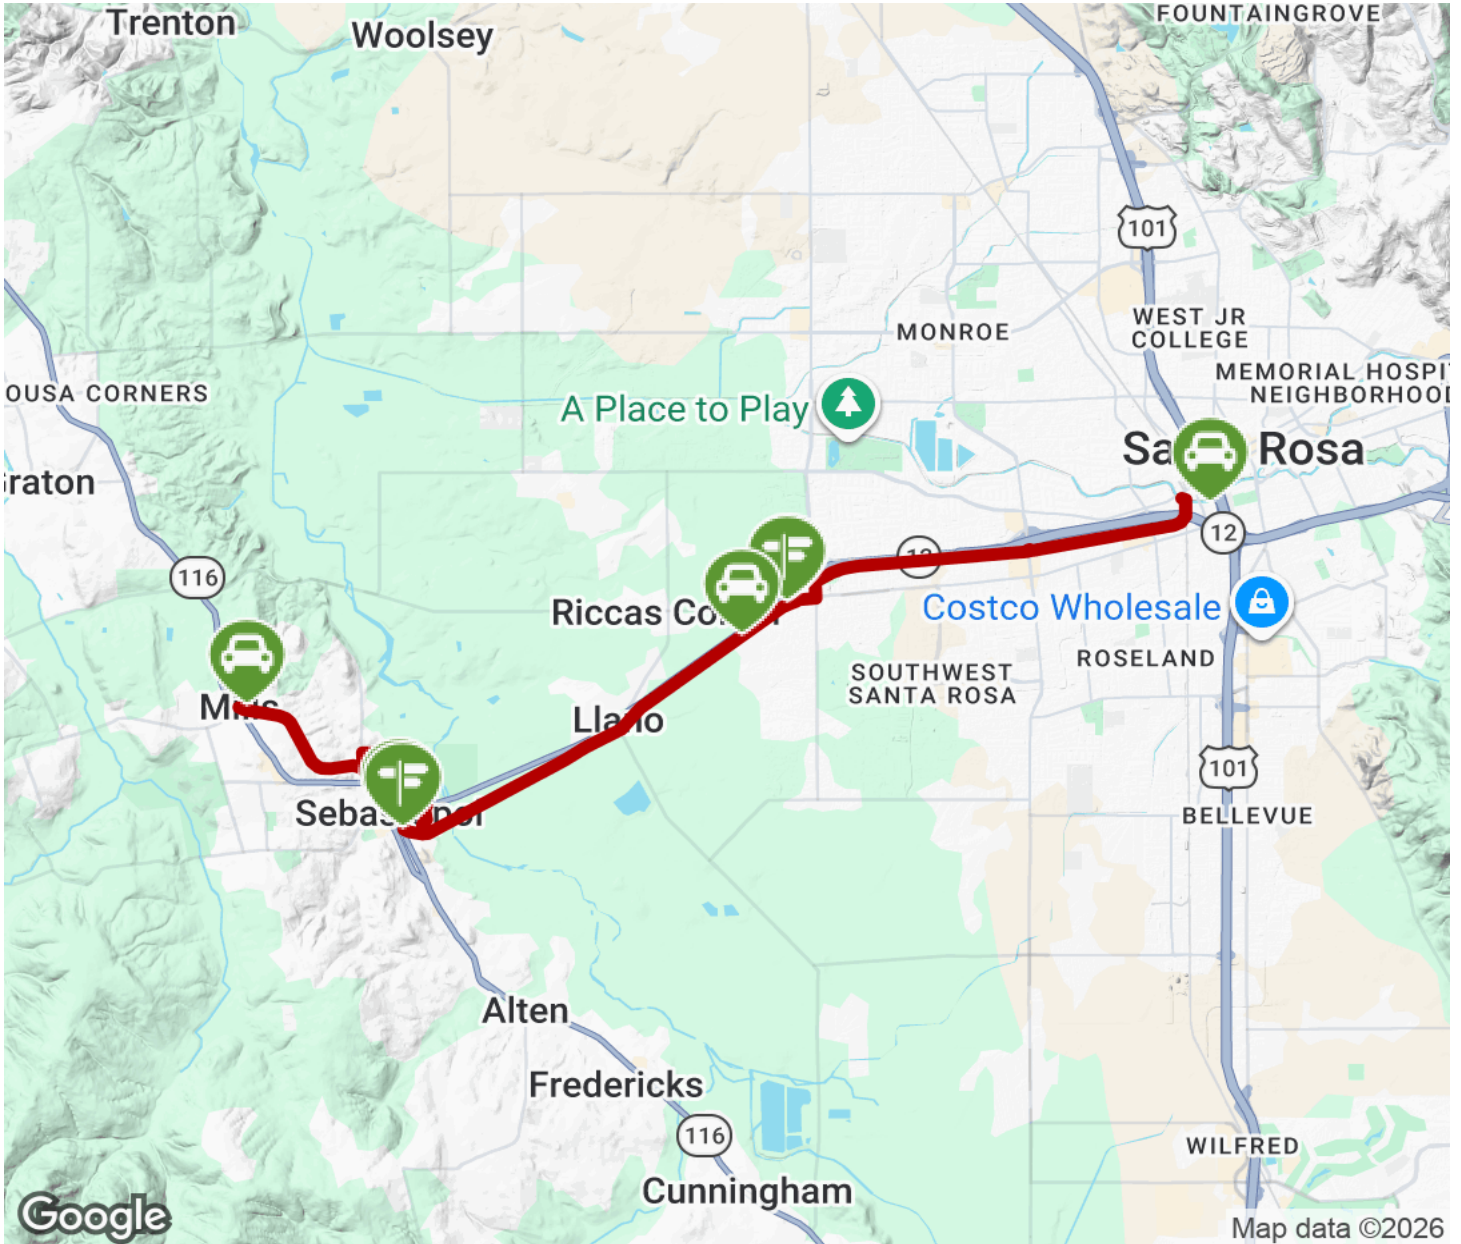 Trenton
Woolsey
FOUNTAINGROVE
101
WEST JR
COLLEGE
MONROE
MEMORIAL HOSPI
NEIGHBORHOOD
OUSA CORNERS
A Place to Play
Sa Rosa
raton
12
116
Riccas Co
Costco Wholesale
SOUTHWEST
SANTA ROSA
ROSELAND
Llano
101
BELLEVUE
Alten
Fredericks
116
WILFRED
Cunningham
Google
Map data ©2026